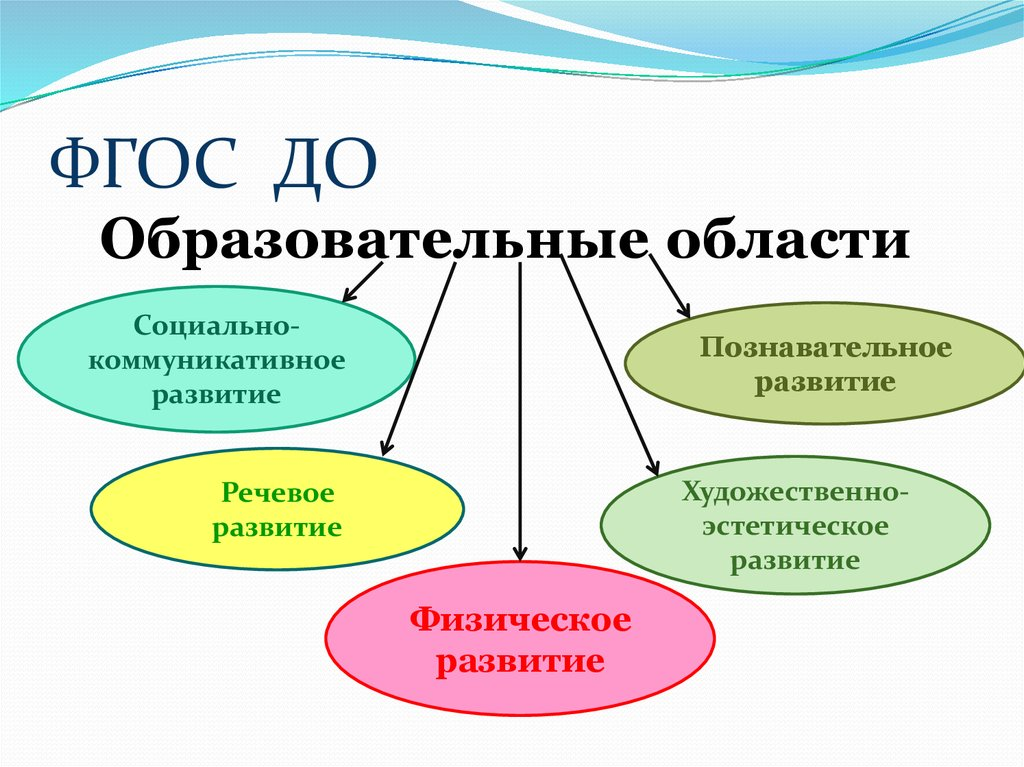 ФГОС ДО
Образовательные области
Социально-
коммуникативное
развитие
Познавательное
развитие
Речевое
развитие
Художественно-
эстетическое
развитие
Физическое
развитие